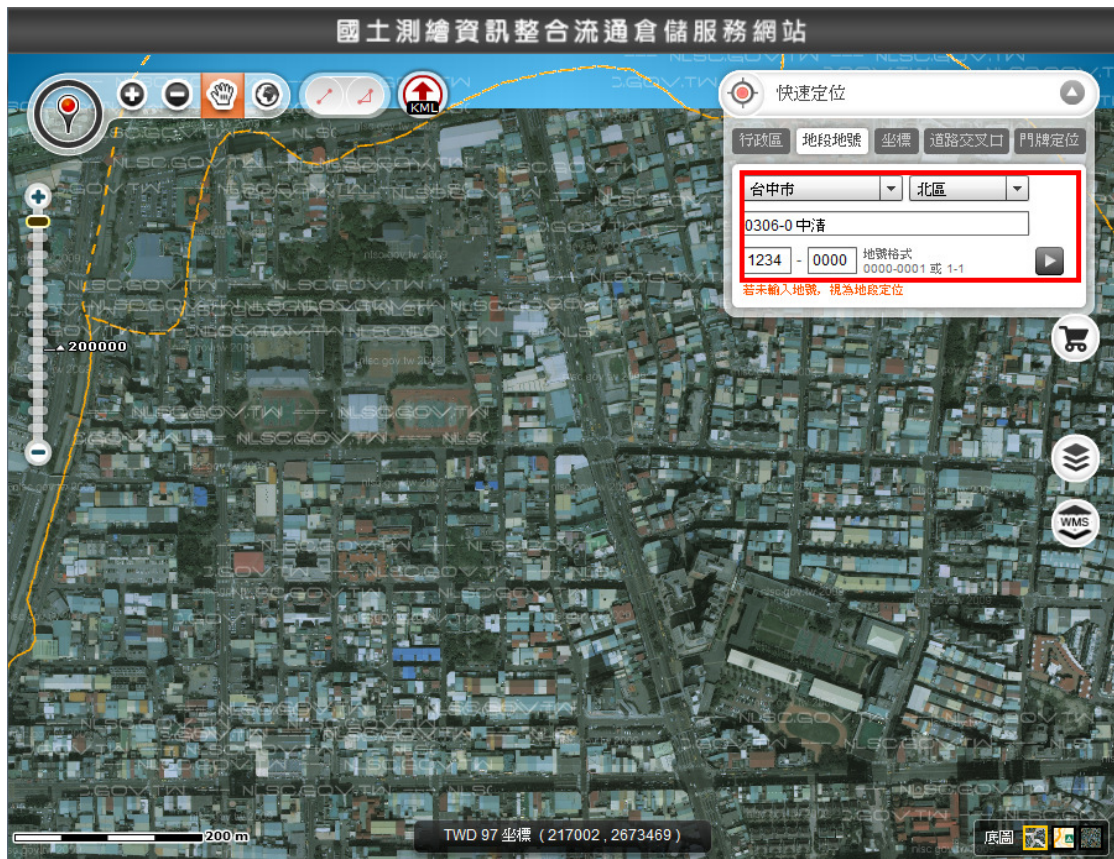 國土測繪資訊整合流通倉儲服務網站
KML
快速定位
行政區 地段地號 坐標 道路交叉口 門牌定位
台中市 北區
0306-0 中清
1234 - 0000 地號格式
0000-0001 或 1-1
若未輸入地號，視為地段定位
200000
WMS
NLSC.GOV.TW
200 m
TWD 97 坐標 ( 217002 , 2673469 )
底圖